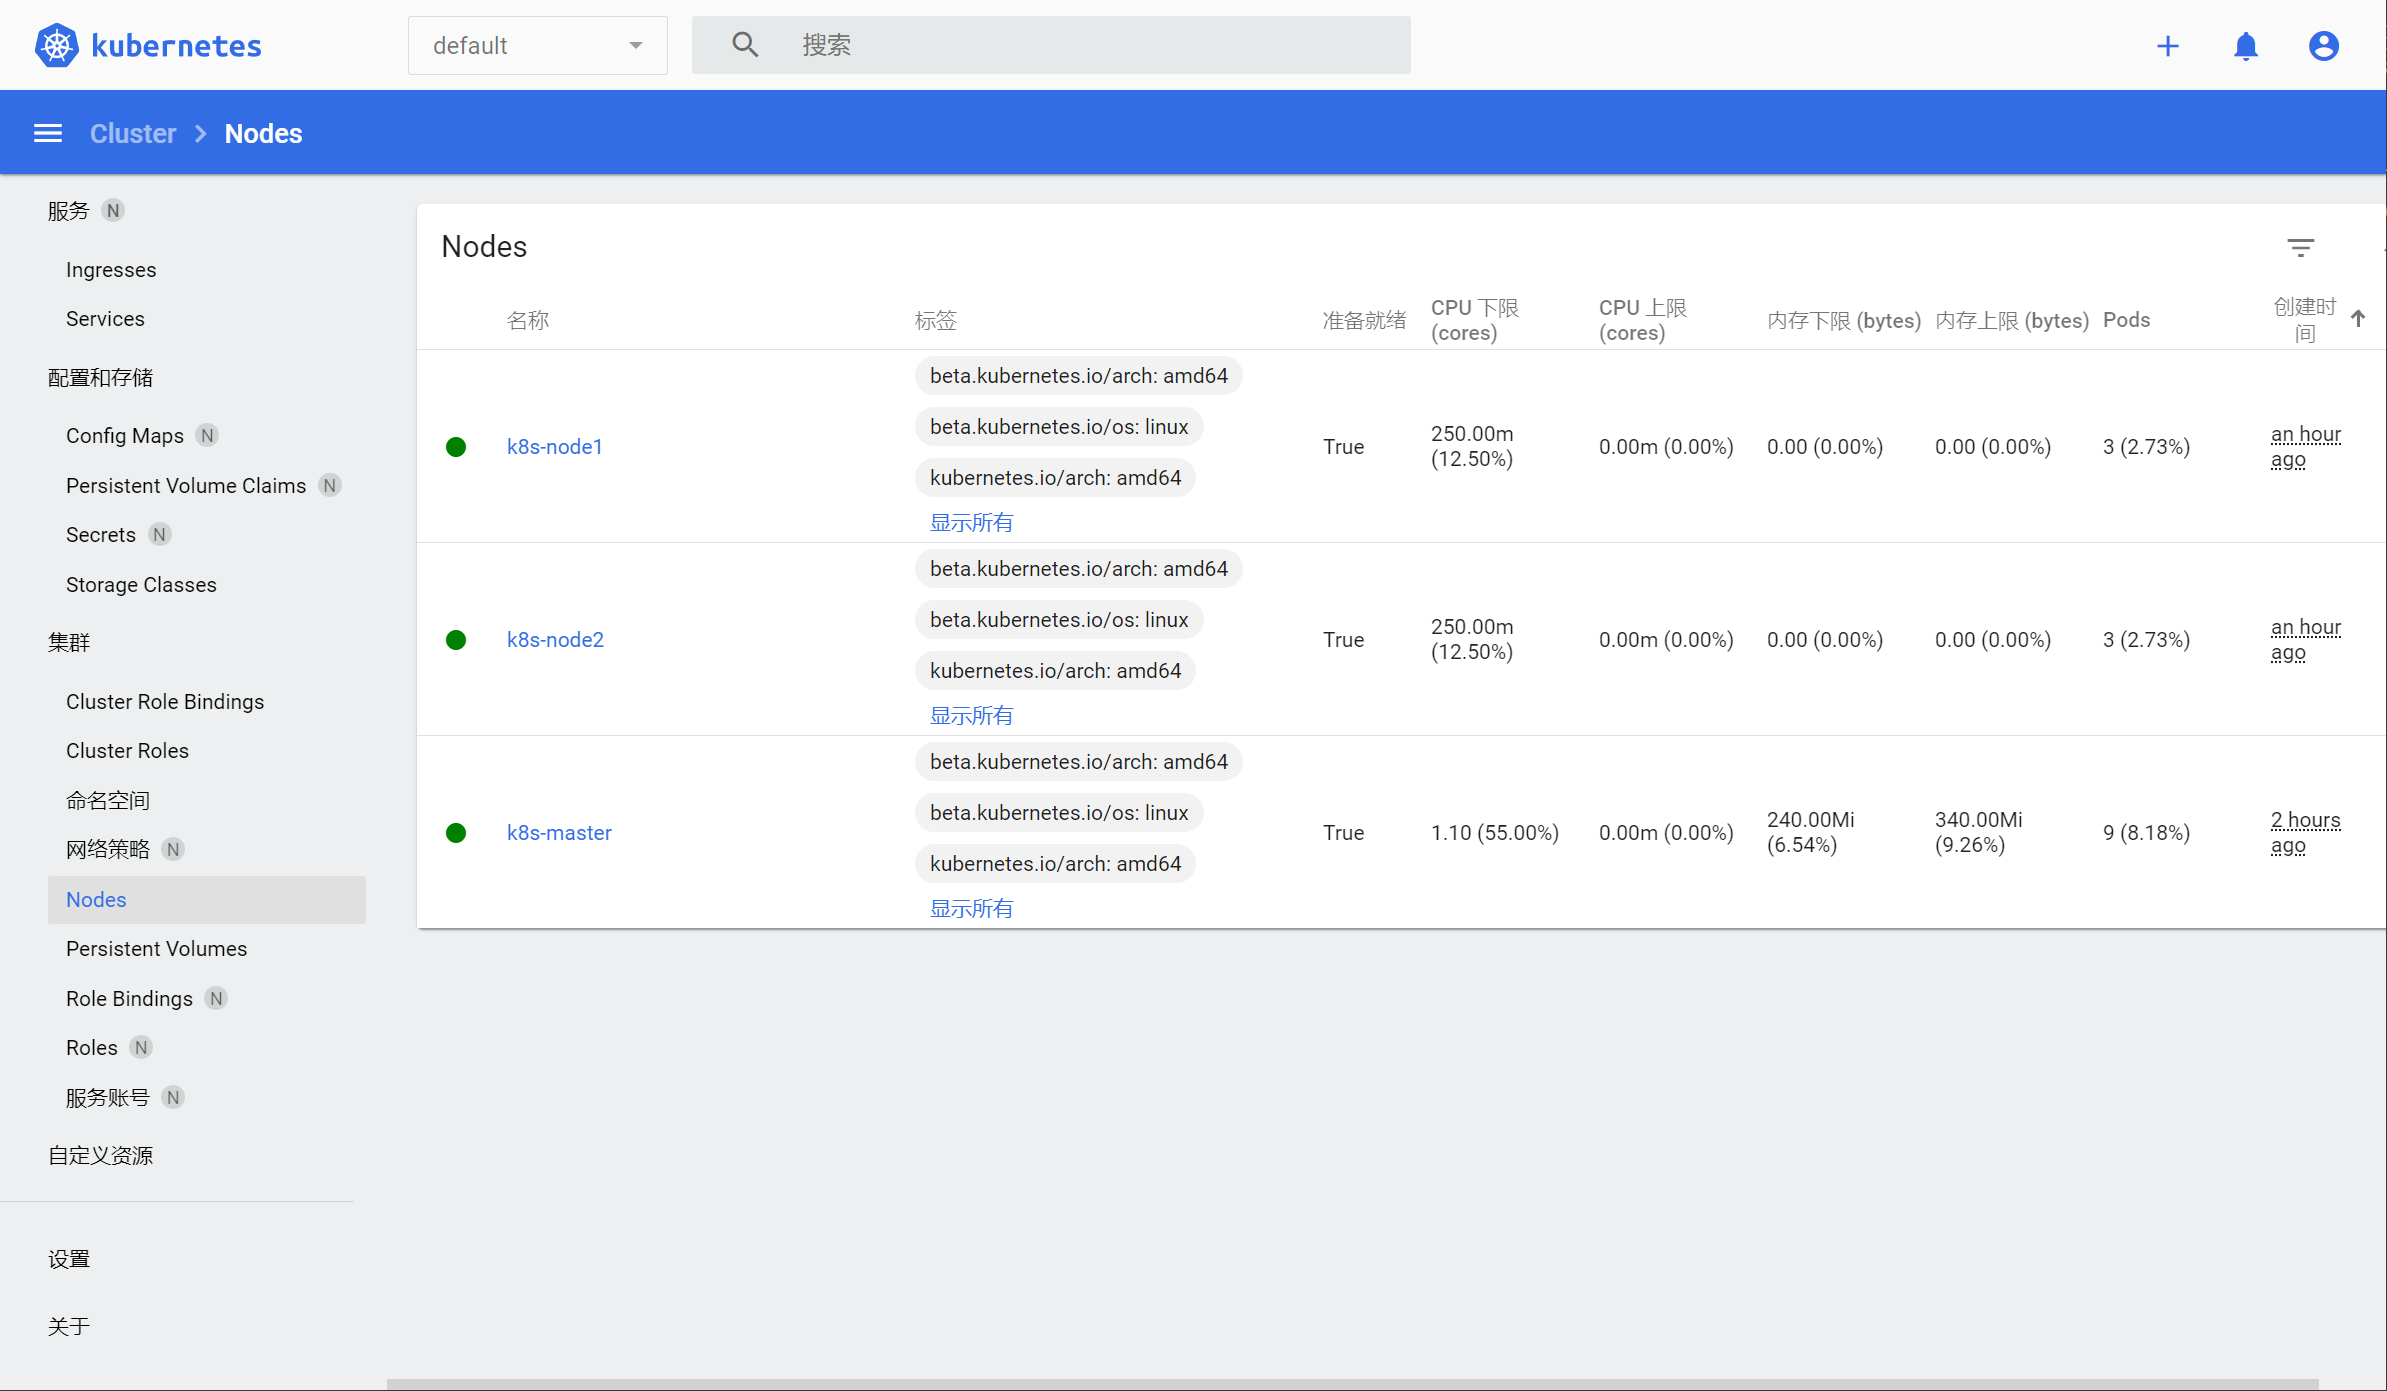 kubernetes
default
搜索
Cluster
Nodes
服务 N
Ingresses
Services
配置和存储
Config Maps N
Persistent Volume Claims N
Secrets N
Storage Classes
集群
Cluster Role Bindings
Cluster Roles
命名空间
网络策略 N
Nodes
Persistent Volumes
Role Bindings N
Roles N
服务账号 N
自定义资源
设置
关于
Nodes
名称
标签
准备就绪
CPU 下限
(cores)
CPU 上限
(cores)
内存下限 (bytes)
内存上限 (bytes)
Pods
创建时
间
k8s-node1
beta.kubernetes.io/arch: amd64
beta.kubernetes.io/os: linux
kubernetes.io/arch: amd64
显示所有
True
250.00m
(12.50%)
0.00m (0.00%)
0.00 (0.00%)
0.00 (0.00%)
3 (2.73%)
an hour
ago
k8s-node2
beta.kubernetes.io/arch: amd64
beta.kubernetes.io/os: linux
kubernetes.io/arch: amd64
显示所有
True
250.00m
(12.50%)
0.00m (0.00%)
0.00 (0.00%)
0.00 (0.00%)
3 (2.73%)
an hour
ago
k8s-master
beta.kubernetes.io/arch: amd64
beta.kubernetes.io/os: linux
kubernetes.io/arch: amd64
显示所有
True
1.10 (55.00%)
0.00m (0.00%)
240.00Mi
(6.54%)
340.00Mi
(9.26%)
9 (8.18%)
2 hours
ago